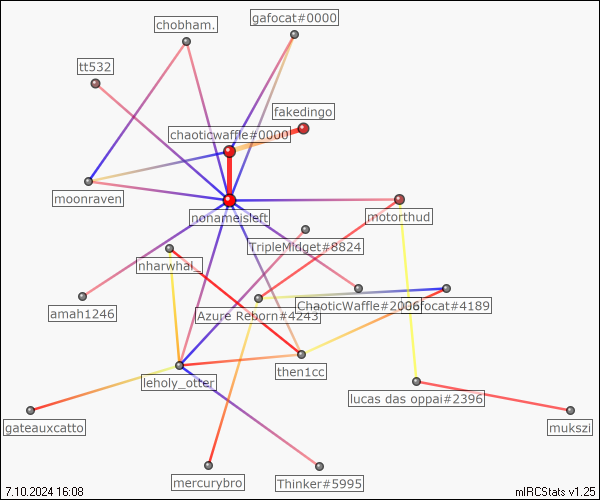 gafocat#0000
chobham.
tt532
fakedingo
chaoticwaffle#0000
moonraven
nonameisleft
motorthud
TripleMidget#8824
nharwhal_
ChaoticWaffle#2006
Gafocat#4189
amah1246
Azure Reborn#4243
then1cc
leholy_otter
lucas das oppai#2396
gateauxcatto
mukszi
mercurybro
Thinker#5995
7.10.2024 16:08
mIRCStats v1.25